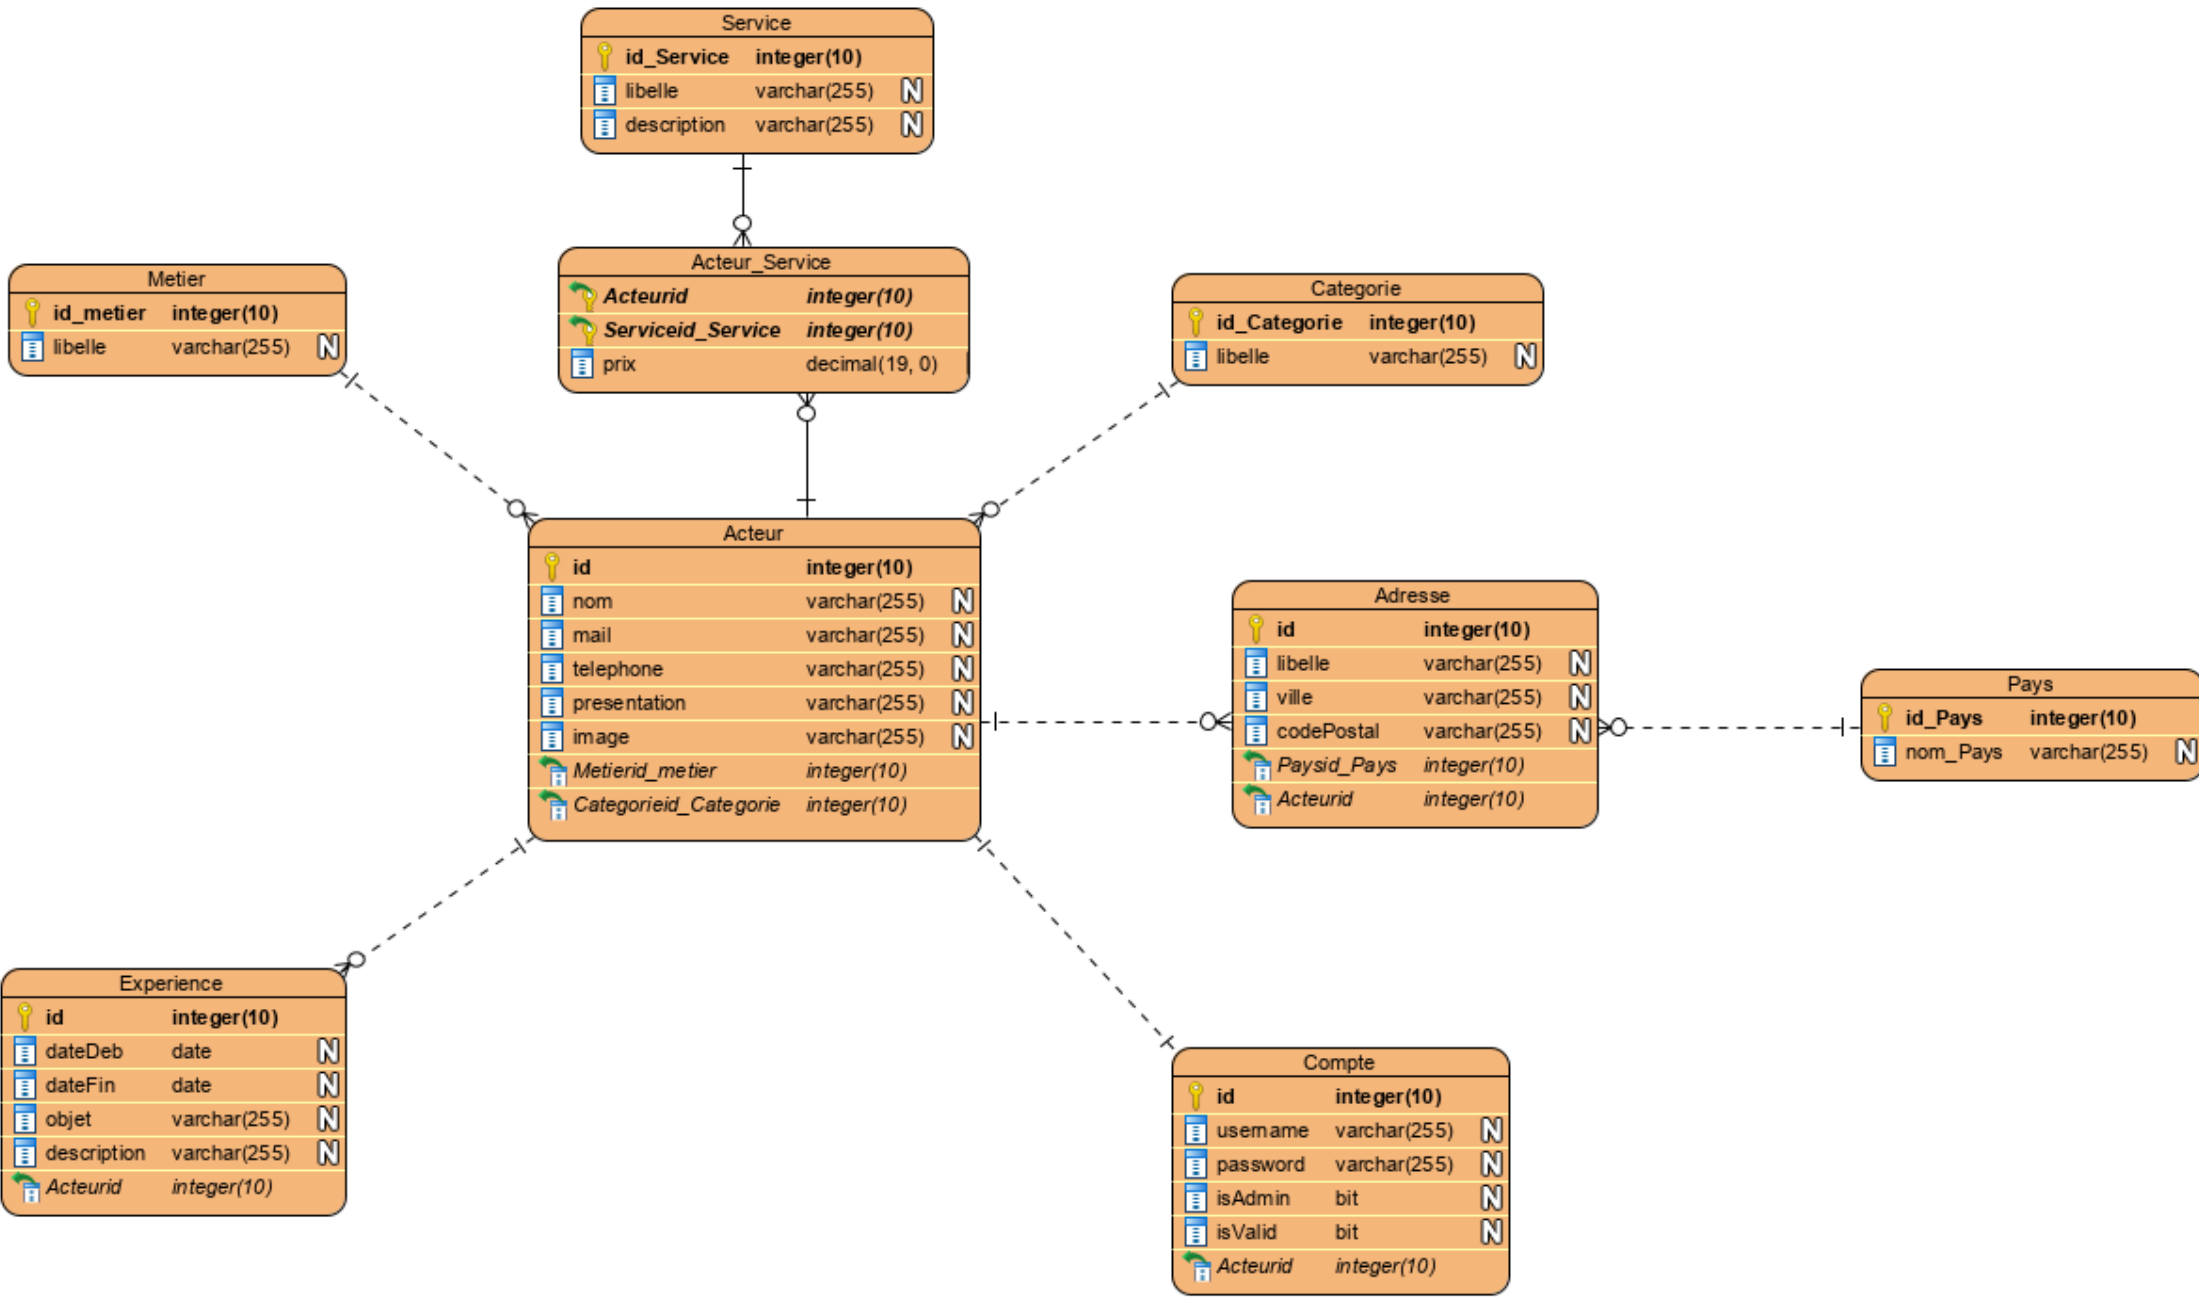 Service
id_Service integer(10)
libelle varchar(255) N
description varchar(255) N
Metier
id_metier integer(10)
libelle varchar(255) N
Acteur_Service
Acteurid integer(10)
Serviceid_Service integer(10)
prix decimal(19, 0)
Categorie
id_Categorie integer(10)
libelle varchar(255) N
Acteur
id integer(10)
nom varchar(255) N
mail varchar(255) N
telephone varchar(255) N
presentation varchar(255) N
image varchar(255) N
Metierid_metier integer(10)
Categorieid_Categorie integer(10)
Adresse
id integer(10)
libelle varchar(255) N
ville varchar(255) N
codePostal varchar(255) N
Paysid_Pays integer(10)
Acteurid integer(10)
Pays
id_Pays integer(10)
nom_Pays varchar(255) N
Experience
id integer(10)
dateDeb date N
dateFin date N
objet varchar(255) N
description varchar(255) N
Acteurid integer(10)
Compte
id integer(10)
username varchar(255) N
password varchar(255) N
isAdmin bit N
isValid bit N
Acteurid integer(10)